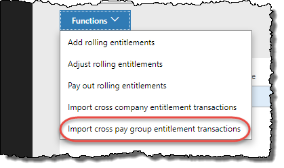 Functions
Add rolling entitlements
Adjust rolling entitlements
Pay out rolling entitlements
Import cross company entitlement transactions
Import cross pay group entitlement transactions